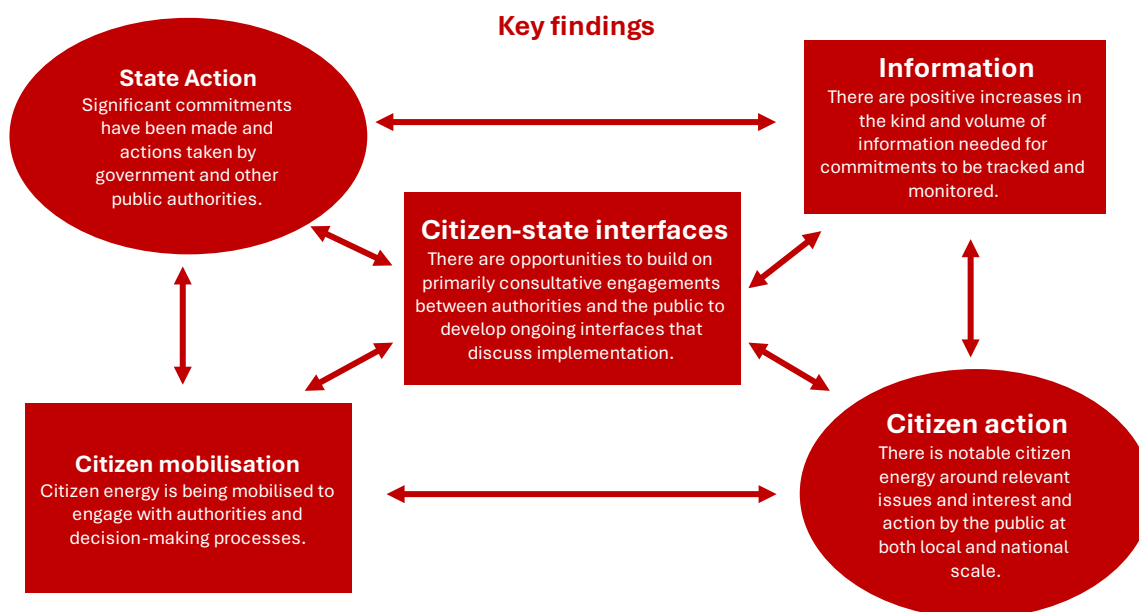 Key findings
State Action
Significant commitments
have been made and
actions taken by
government and other
public authorities.
Information
There are positive increases in
the kind and volume of
information needed for
commitments to be tracked and
monitored.
Citizen-state interfaces
There are opportunities to build on
primarily consultative engagements
between authorities and the public to
develop ongoing interfaces that
discuss implementation.
Citizen mobilisation
Citizen energy is being mobilised to
engage with authorities and
decision-making processes.
Citizen action
There is notable citizen
energy around relevant
issues and interest and
action by the public at
both local and national
scale.